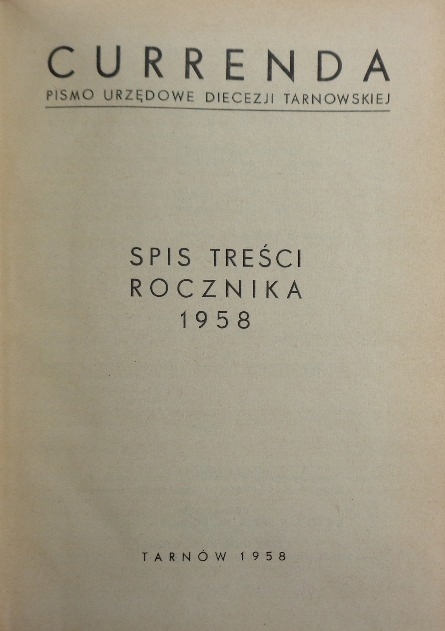 CURRENDA
PISMO URZĘDOWE DIECEZJI TARNOWSKIEJ
SPIS TREŚCI
ROCZNIKA
1958
TARNÓW 1958